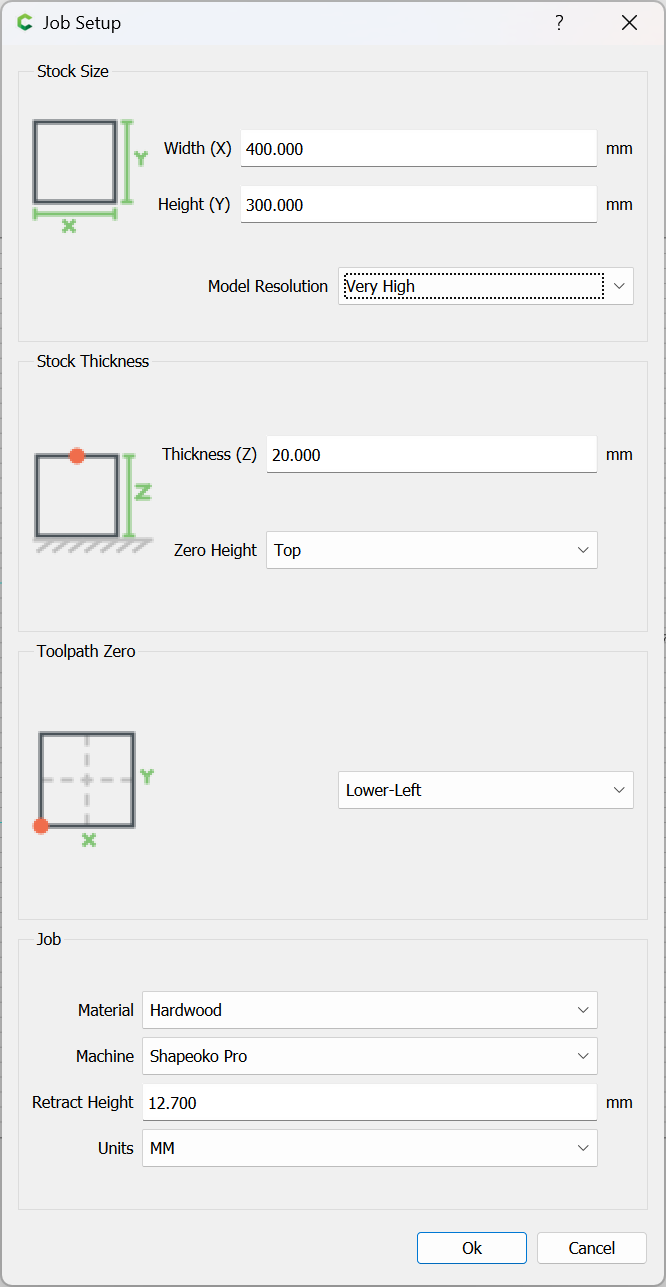 Job Setup ?
Stock Size
Y
Width (X) 400.000 mm
Height (Y) 300.000 mm
X
Model Resolution Very High
Stock Thickness
Thickness (Z) 20.000 mm
Z
Zero Height Top
Toolpath Zero
Y
Lower-Left
X
Job
Material Hardwood
Machine Shapeoko Pro
Retract Height 12.700 mm
Units MM
Ok Cancel